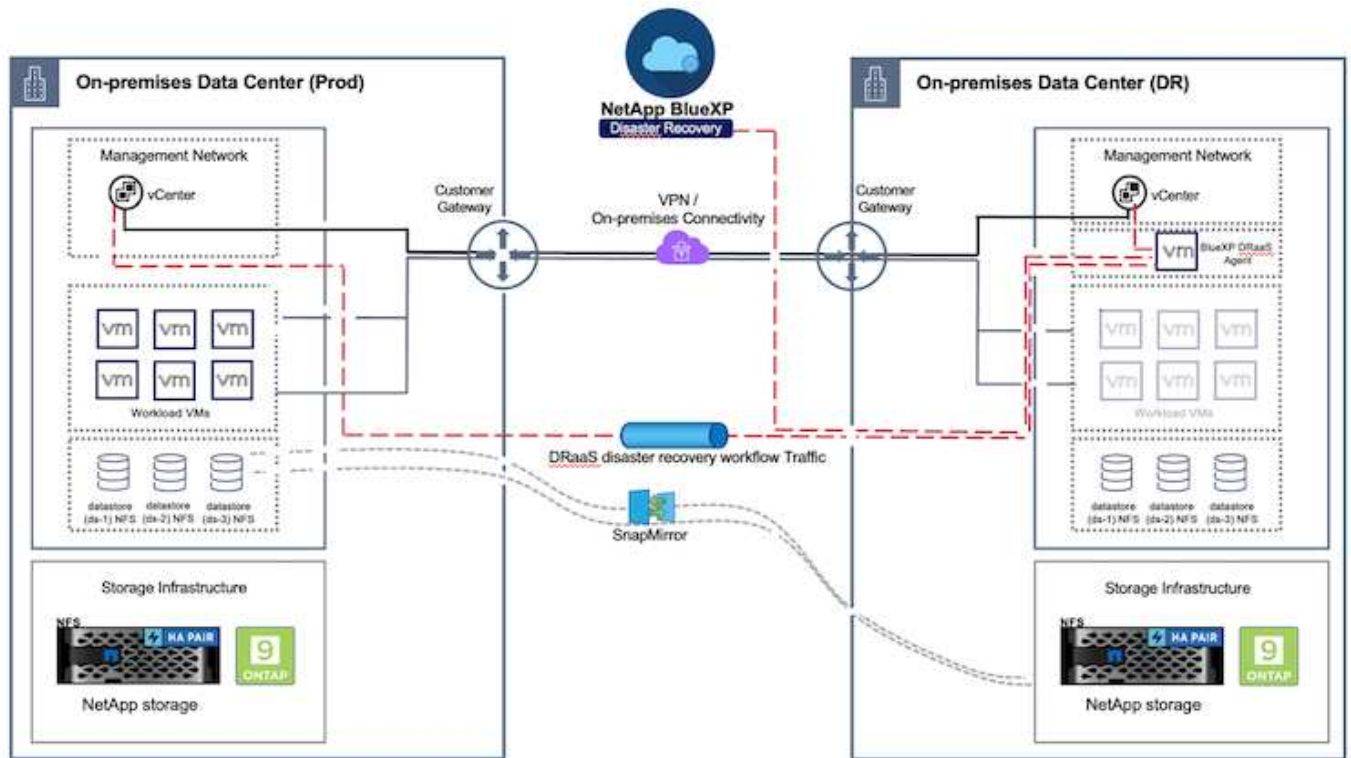 NetApp BlueXP
Disaster Recovery
On-premises Data Center (Prod)
Management Network
vCenter
Customer
Gateway
vm vm vm
vm vm vm
Workload VMs
datastore
(ds-1) NFS
datastore
(ds-2) NFS
datastore
(ds-3) NFS
Storage Infrastructure
NFS
HA PAIR
9
ONTAP
NetApp storage
VPN /
On-premises Connectivity
DRaaS disaster recovery workflow Traffic
SnapMirror
On-premises Data Center (DR)
Customer
Gateway
Management Network
vCenter
vm
BlueXP DRaaS
Agent
vm vm vm
vm vm vm
Workload VMs
datastore
(ds-1) NFS
datastore
(ds-2) NFS
datastore
(ds-3) NFS
Storage Infrastructure
NFS
HA PAIR
9
ONTAP
NetApp storage